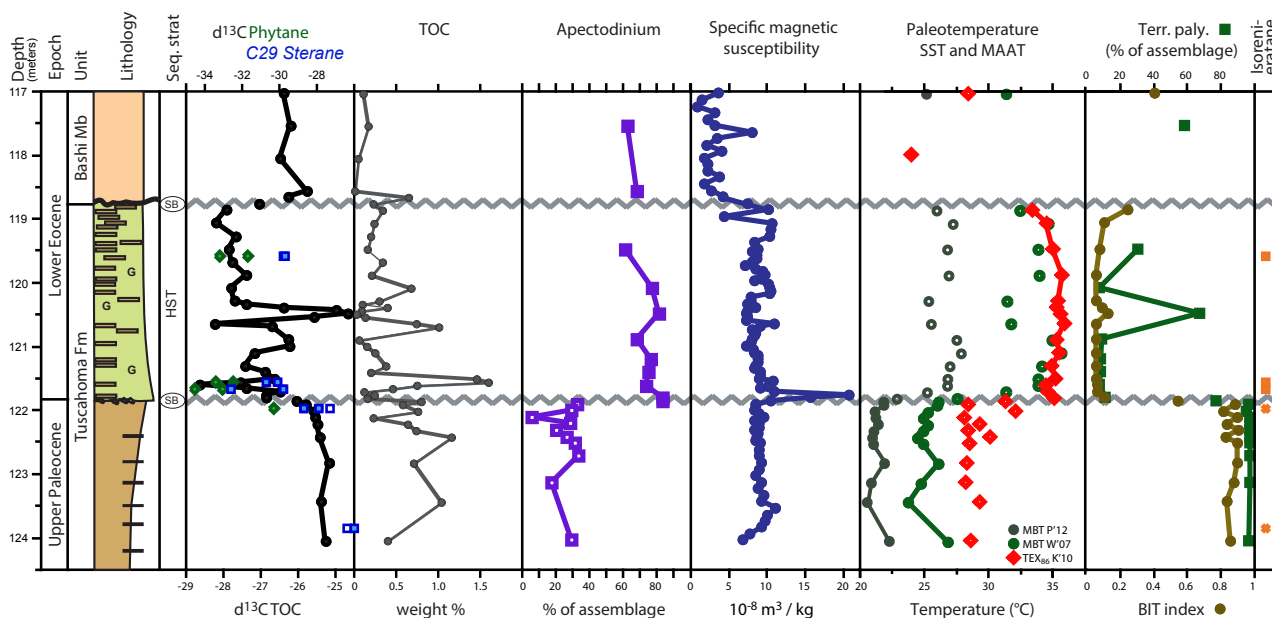 Depth
(meters)
Epoch
Unit
Lithology
Seq. strat
d¹³C Phytane
C29 Sterane
TOC
Apectodinium
Specific magnetic
susceptibility
Paleotemperature
SST and MAAT
Terr. paly.
(% of assemblage)
Isoreni-
eratane
-34 -32 -30 -28
0 20 40 60 80
117
118
119
120
121
122
123
124
Lower Eocene
Upper Paleocene
Bashi Mb
Tuscahoma Fm
G
G
G
SB
HST
SB
MBT P'12
MBT W'07
TEX₈₆ K'10
-29 -28 -27 -26 -25
0 0.5 1.0 1.5
0 20 40 60 80
0 5 10 15 20
25 30 35
0 0.2 0.4 0.6 0.8 1
d¹³CTOC
weight %
% of assemblage
10⁻⁸ m³ / kg
Temperature (°C)
BIT index